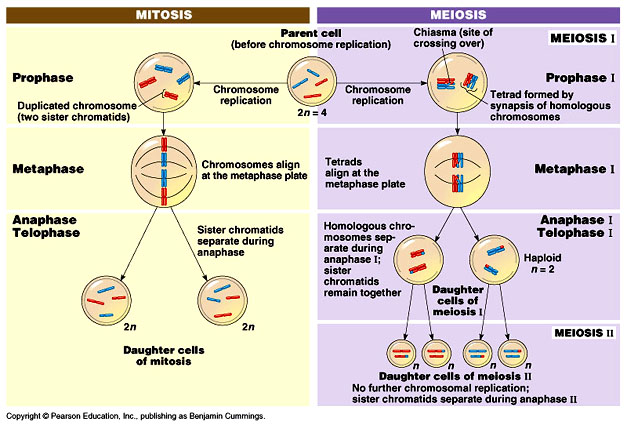 MITOSIS
MEIOSIS
Parent cell
(before chromosome replication)
Chiasma (site of
crossing over)
MEIOSIS I
Prophase
Prophase I
Chromosome
replication
Chromosome
replication
Duplicated chromosome
(two sister chromatids)
2n = 4
Tetrad formed by
synapsis of homologous
chromosomes
Metaphase
Chromosomes align
at the metaphase plate
Tetrads
align at the
metaphase plate
Metaphase I
Anaphase
Telophase
Sister chromatids
separate during
anaphase
Homologous chro-
mosomes sep-
arate during
anaphase I;
sister
chromatids
remain together
Anaphase I
Telophase I
Haploid
n = 2
Daughter
cells of
meiosis I
2n
2n
Daughter cells
of mitosis
MEIOSIS II
n
n
n
n
Daughter cells of meiosis II
No further chromosomal replication;
sister chromatids separate during anaphase II
Copyright © Pearson Education, Inc., publishing as Benjamin Cummings.